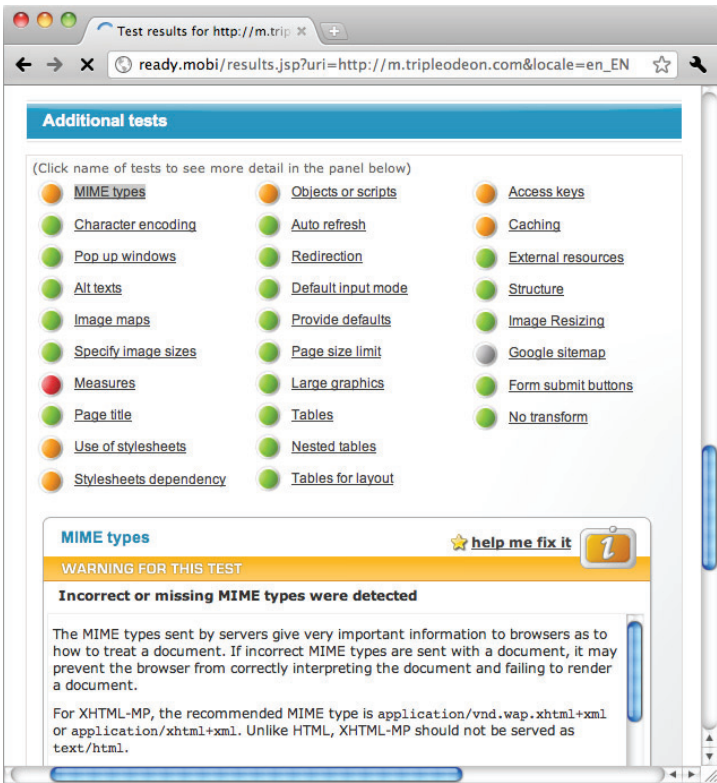 Test results for http://m.trip
ready.mobi/results.jsp?uri=http://m.tripleodeon.com&locale=en_EN
Additional tests
(Click name of tests to see more detail in the panel below)
MIME types
Character encoding
Pop up windows
Alt texts
Image maps
Specify image sizes
Measures
Page title
Use of stylesheets
Stylesheets dependency
Objects or scripts
Auto refresh
Redirection
Default input mode
Provide defaults
Page size limit
Large graphics
Tables
Nested tables
Tables for layout
Access keys
Caching
External resources
Structure
Image Resizing
Google sitemap
Form submit buttons
No transform
MIME types
help me fix it
i
WARNING FOR THIS TEST
Incorrect or missing MIME types were detected
The MIME types sent by servers give very important information to browsers as to
how to treat a document. If incorrect MIME types are sent with a document, it may
prevent the browser from correctly interpreting the document and failing to render
a document.
For XHTML-MP, the recommended MIME type is application/vnd.wap.xhtml+xml
or application/xhtml+xml. Unlike HTML, XHTML-MP should not be served as
text/html.